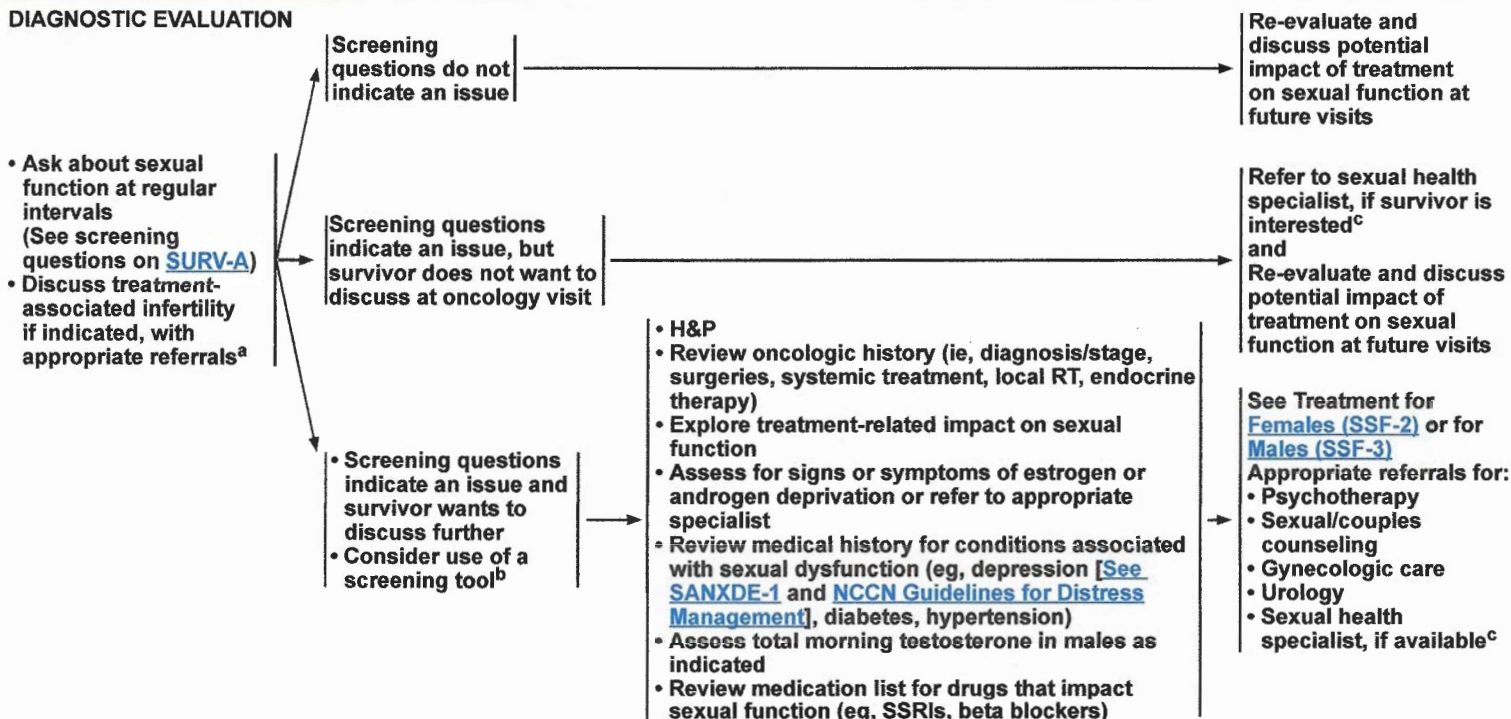 DIAGNOSTIC EVALUATION
Screening
questions do not
indicate an issue
Re-evaluate and
discuss potential
impact of treatment
on sexual function at
future visits
• Ask about sexual
function at regular
intervals
(See screening
questions on SURV-A)
• Discuss treatment-
associated infertility
if indicated, with
appropriate referralsa
Screening questions
indicate an issue, but
survivor does not want to
discuss at oncology visit
Refer to sexual health
specialist, if survivor is
interestedc
and
Re-evaluate and discuss
potential impact of
treatment on sexual
function at future visits
• Screening questions
indicate an issue and
survivor wants to
discuss further
• Consider use of a
screening toolb
• H&P
• Review oncologic history (ie, diagnosis/stage,
surgeries, systemic treatment, local RT, endocrine
therapy)
• Explore treatment-related impact on sexual
function
• Assess for signs or symptoms of estrogen or
androgen deprivation or refer to appropriate
specialist
• Review medical history for conditions associated
with sexual dysfunction (eg, depression [See
SANXDE-1 and NCCN Guidelines for Distress
Management], diabetes, hypertension)
• Assess total morning testosterone in males as
indicated
• Review medication list for drugs that impact
sexual function (eg, SSRIs, beta blockers)
See Treatment for
Females (SSF-2) or for
Males (SSF-3)
Appropriate referrals for:
• Psychotherapy
• Sexual/couples
counseling
• Gynecologic care
• Urology
• Sexual health
specialist, if availablec